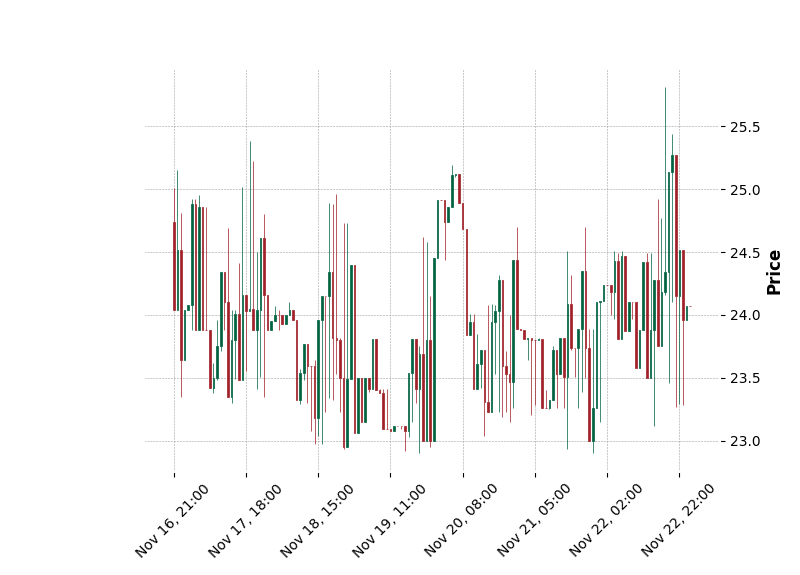 25.5
25.0
24.5
24.0
23.5
23.0
Price
Nov 16, 21:00
Nov 17, 18:00
Nov 18, 15:00
Nov 19, 11:00
Nov 20, 08:00
Nov 21, 05:00
Nov 22, 02:00
Nov 22, 22:00